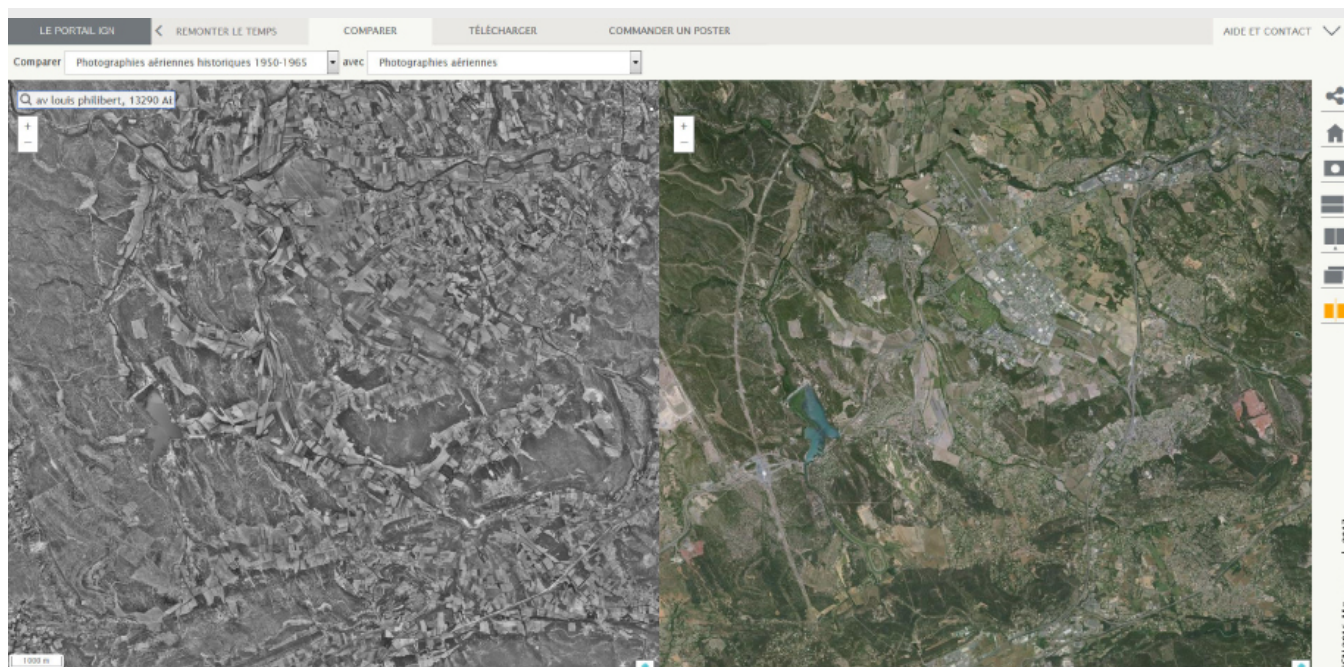 LE PORTAIL IGN REMONTER LE TEMPS COMPARER TÉLÉCHARGER COMMANDER UN POSTER AIDE ET CONTACT
Comparer Photographies aériennes historiques 1950-1965 avec Photographies aériennes
av louis philibert, 13290 Ai
+ +
− −
1000 m